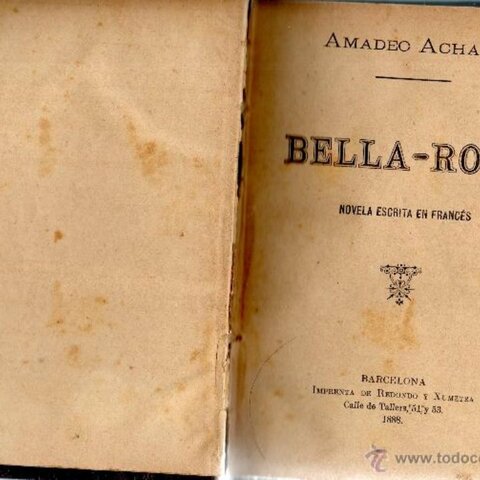 AMADEO ACHA
BELLA-RO
NOVELA ESCRITA EN FRANCÉS
BARCELONA
IMPRENTA DE REDONDO Y XUMETRA
Calle de Tallers, 51, y 53.
1888.
www.todocc